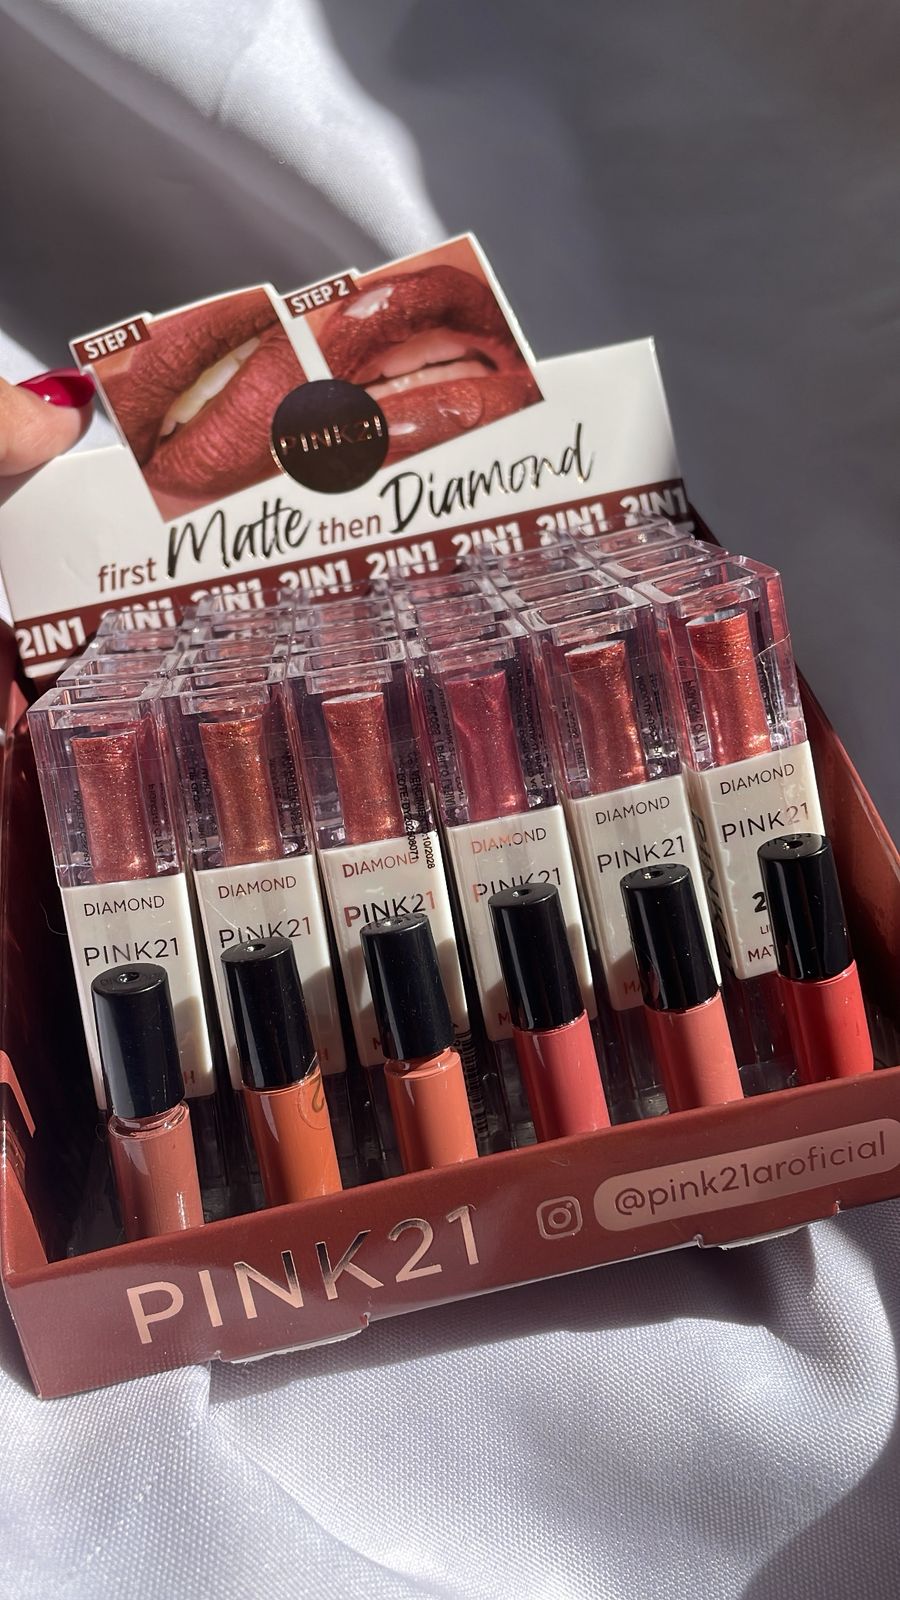 STEP 1
STEP 2
PINK21
first Matte then Diamond
2IN1 2IN1 2IN1 2IN1 2IN1 2IN1 2IN1 2IN1
DIAMOND
PINK21
DIAMOND
PINK21
DIAMOND
PINK21
DIAMOND
PINK21
DIAMOND
PINK21
DIAMOND
PINK21
PINK21
@pink21aroficial